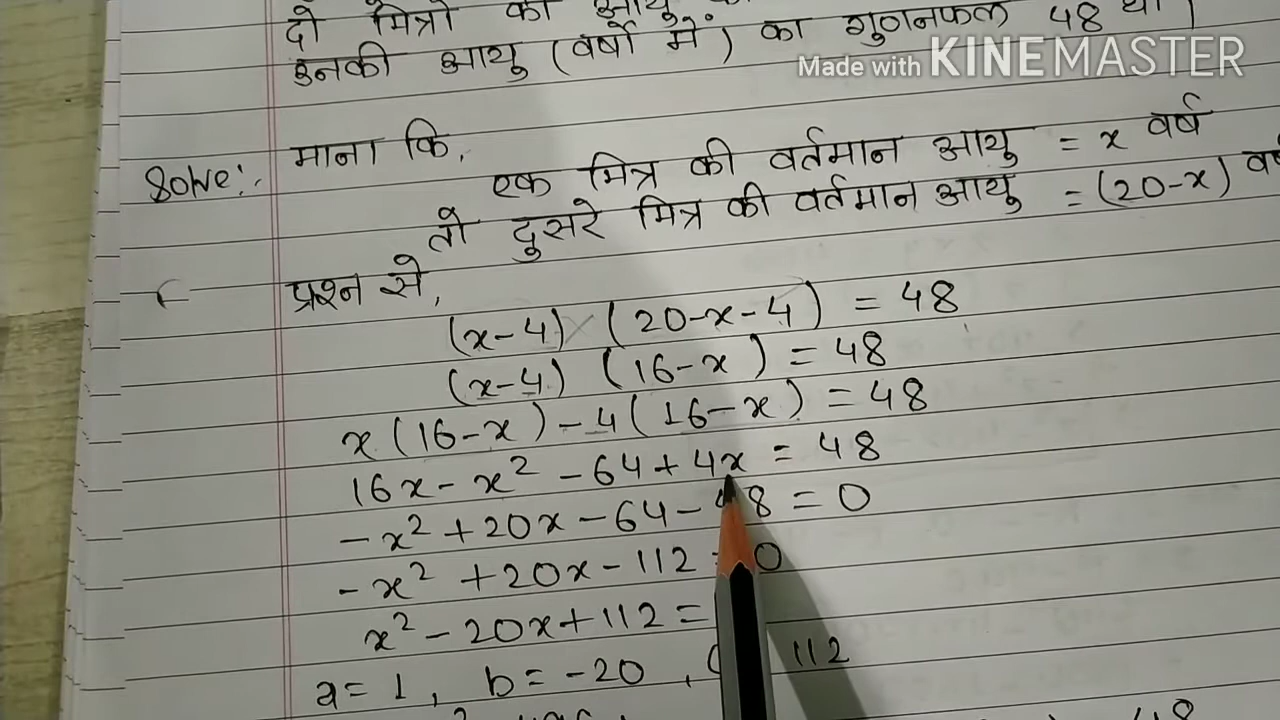 दो मित्रों की आयु
इनकी आयु (वर्षों में) का गुणनफल 48 था।
Made with KINEMASTER
Solve:. माना कि,
एक मित्र की वर्तमान आयु = x वर्ष
तो दुसरे मित्र की वर्तमान आयु = (20-x)
प्रश्न से,
(x-4) (20-x-4) = 48
(x-4) (16-x) = 48
x(16-x) - 4(16-x) = 48
16x - x² - 64 + 4x = 48
-x² + 20x - 64 - 48 = 0
-x² + 20x - 112 0
x² - 20x + 112 =
a = 1, b = -20, 112
48